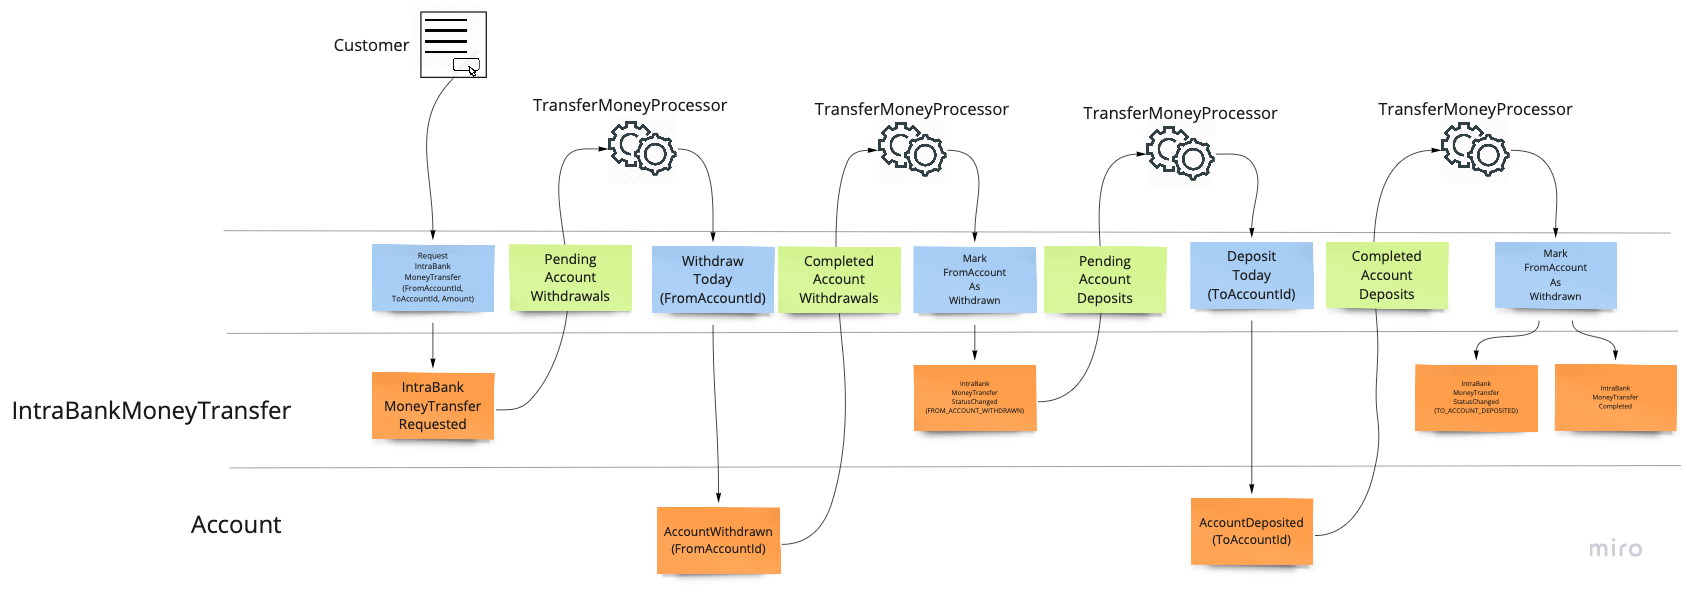 Customer
TransferMoneyProcessor
TransferMoneyProcessor
TransferMoneyProcessor
TransferMoneyProcessor
Request
IntraBank
MoneyTransfer
(FromAccountId,
ToAccountId, Amount)
Pending
Account
Withdrawals
Withdraw
Today
(FromAccountId)
Completed
Account
Withdrawals
Mark
FromAccount
As
Withdrawn
Pending
Account
Deposits
Deposit
Today
(ToAccountId)
Completed
Account
Deposits
Mark
FromAccount
As
Withdrawn
IntraBankMoneyTransfer
IntraBank
MoneyTransfer
Requested
IntraBank
MoneyTransfer
StatusChanged
(FROM_ACCOUNT_WITHDRAWN)
IntraBank
MoneyTransfer
StatusChanged
(TO_ACCOUNT_DEPOSITED)
IntraBank
MoneyTransfer
Completed
Account
AccountWithdrawn
(FromAccountId)
AccountDeposited
(ToAccountId)
miro